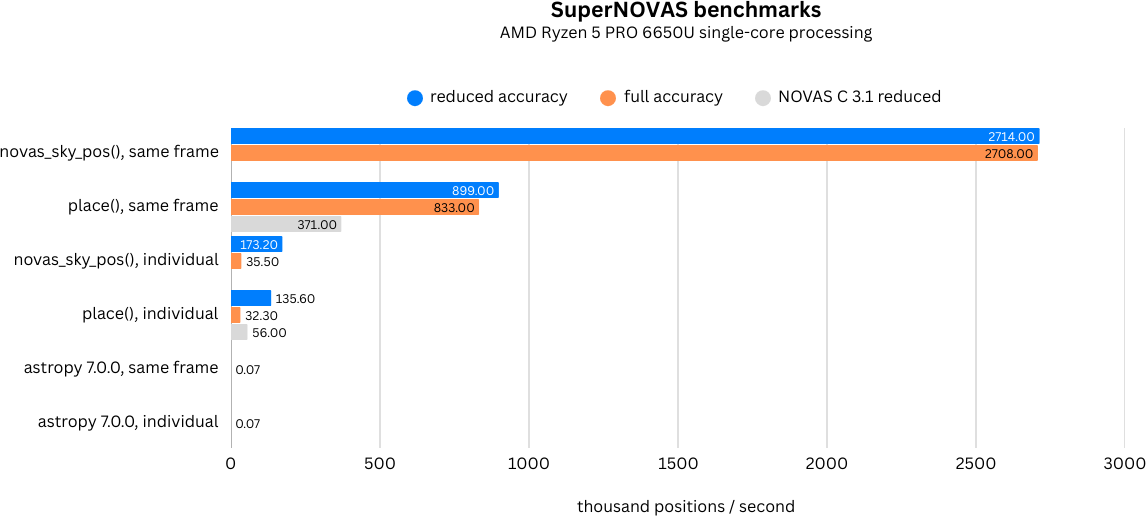 SuperNOVAS benchmarks
AMD Ryzen 5 PRO 6650U single-core processing
reduced accuracy full accuracy NOVAS C 3.1 reduced
novas_sky_pos(), same frame
2714.00
2708.00
place(), same frame
899.00
833.00
371.00
novas_sky_pos(), individual
173.20
35.50
place(), individual
135.60
32.30
56.00
astropy 7.0.0, same frame
0.07
astropy 7.0.0, individual
0.07
0 500 1000 1500 2000 2500 3000
thousand positions / second